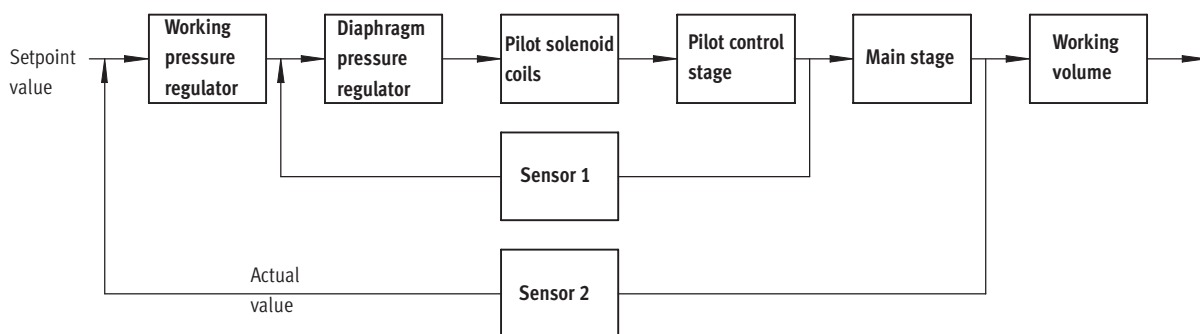 Setpoint
value
Working
pressure
regulator
Diaphragm
pressure
regulator
Pilot solenoid
coils
Pilot control
stage
Main stage
Working
volume
Sensor 1
Actual
value
Sensor 2